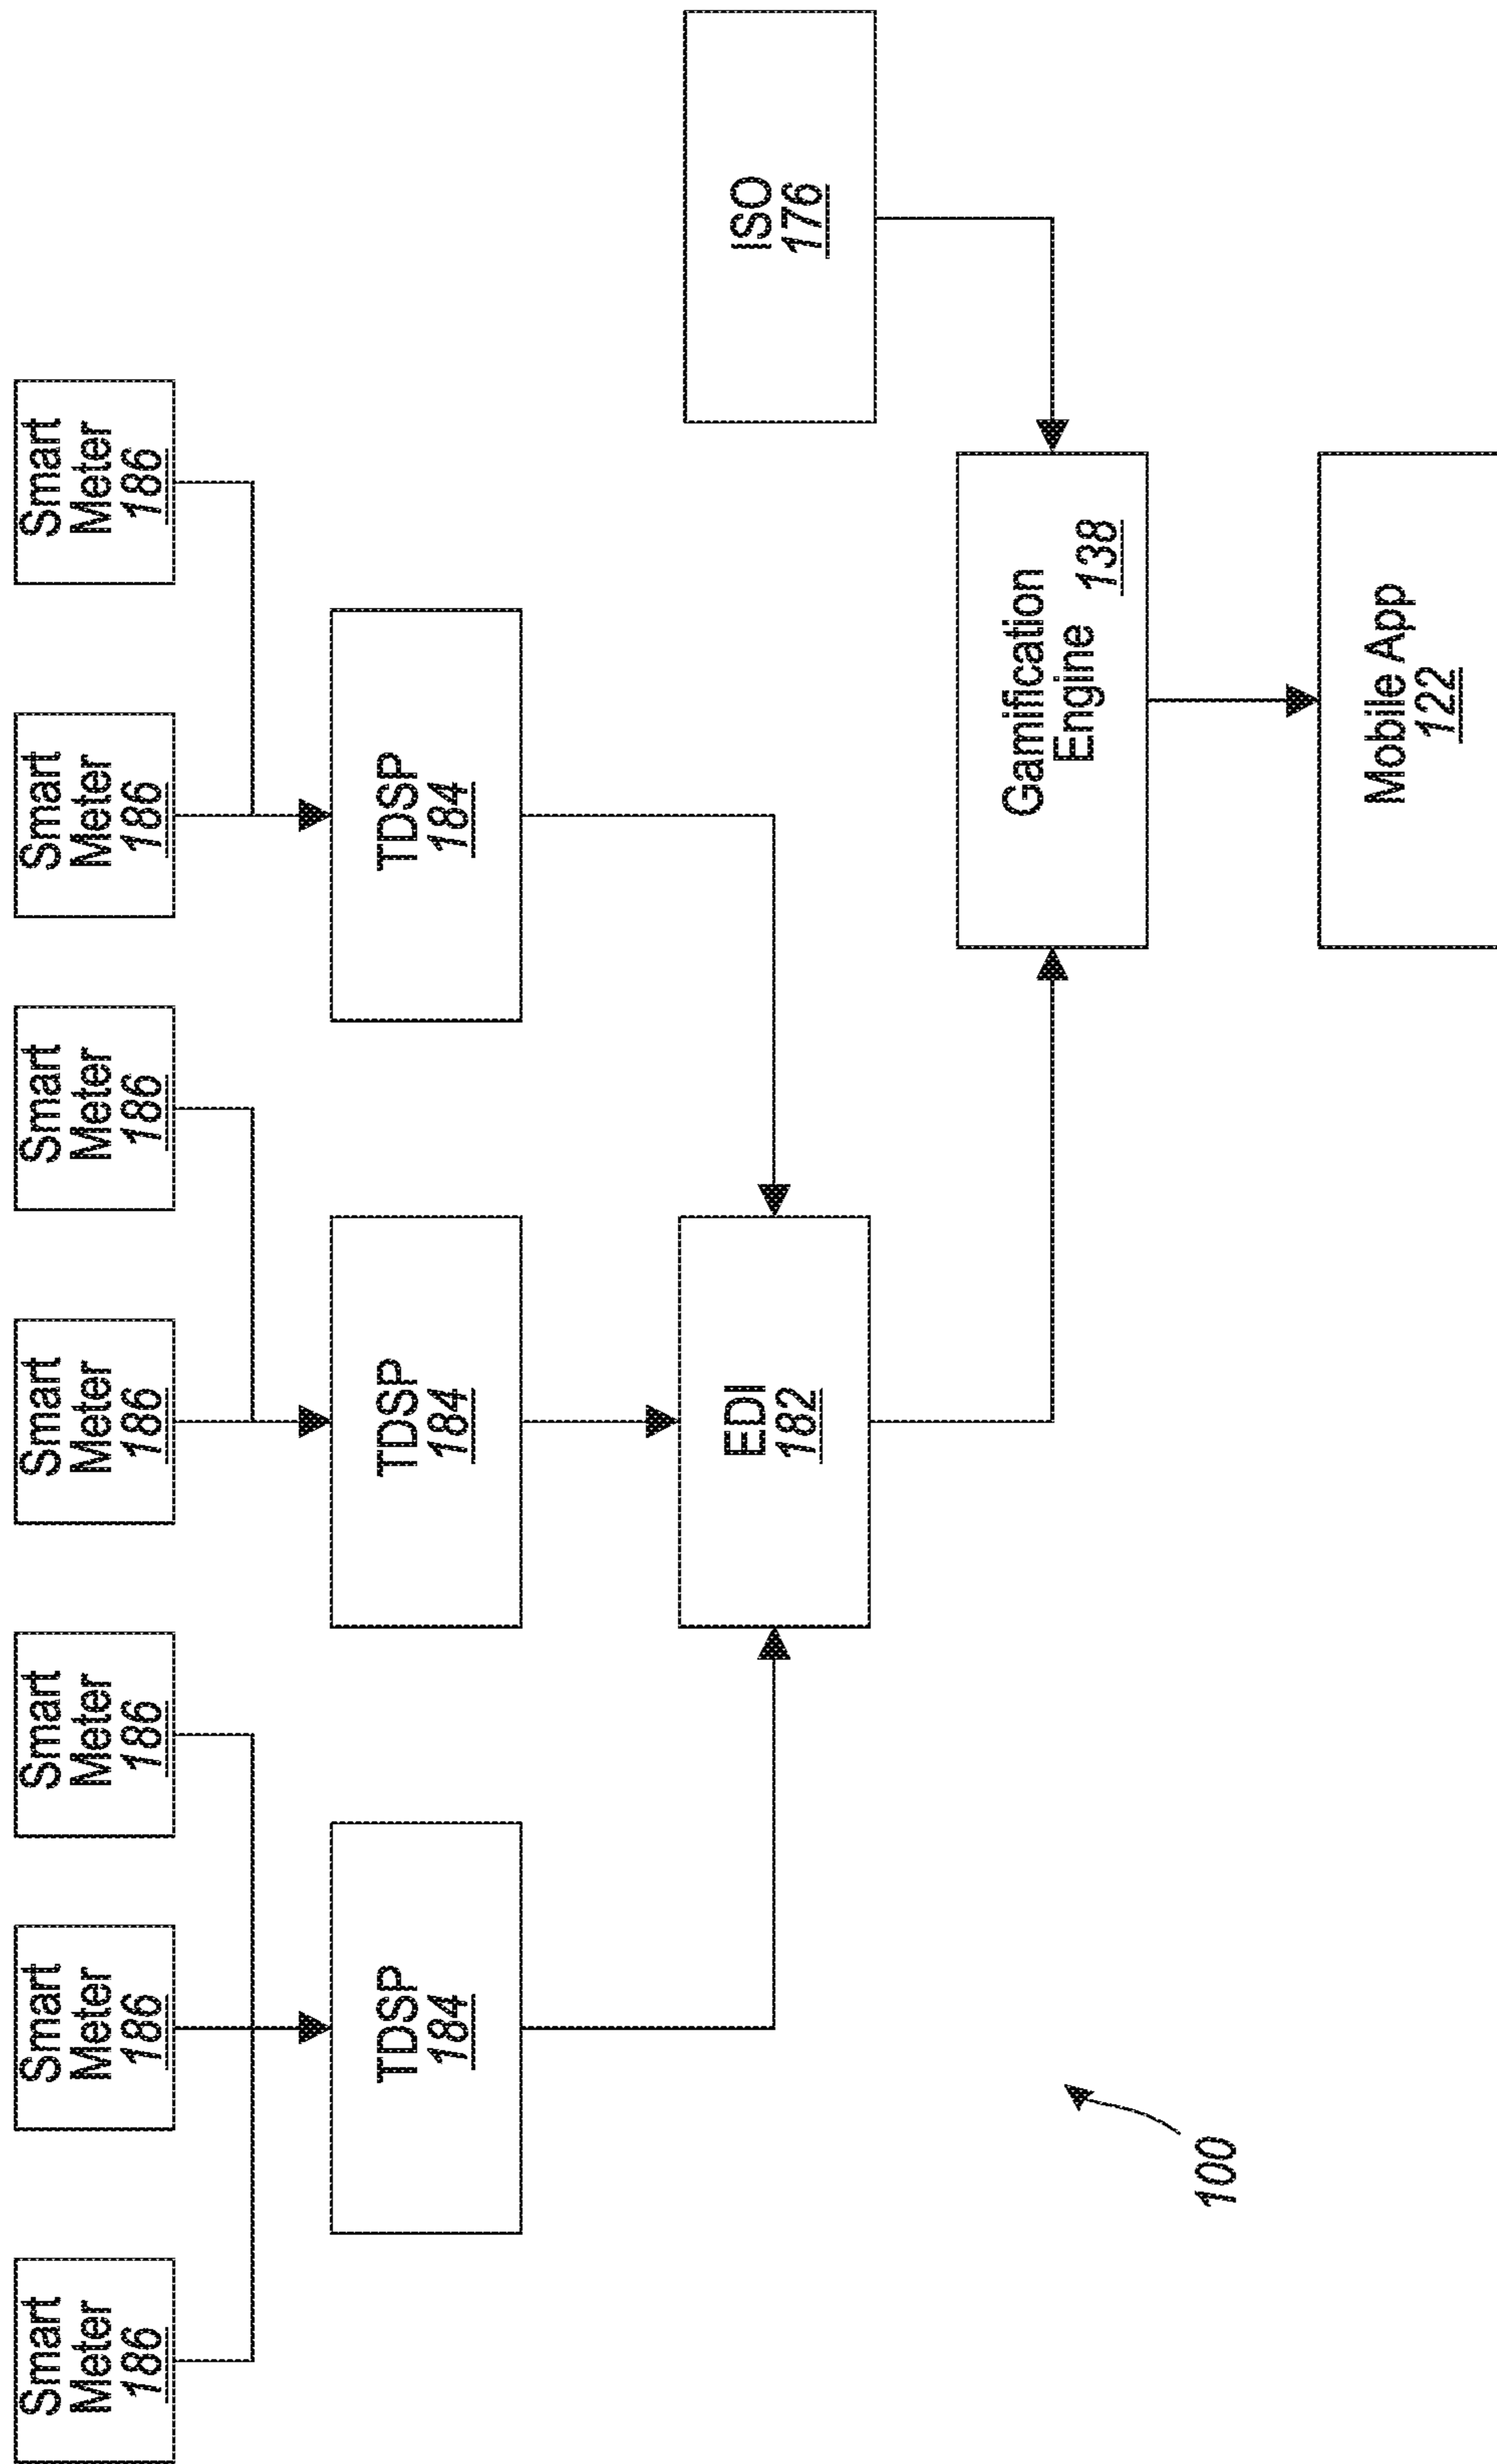 Smart
Meter
186
Smart
Meter
186
Smart
Meter
186
Smart
Meter
186
Smart
Meter
186
Smart
Meter
186
Smart
Meter
186
TDSP
184
TDSP
184
TDSP
184
EDI
182
ISO
176
Gamification
Engine 138
Mobile App
122
100